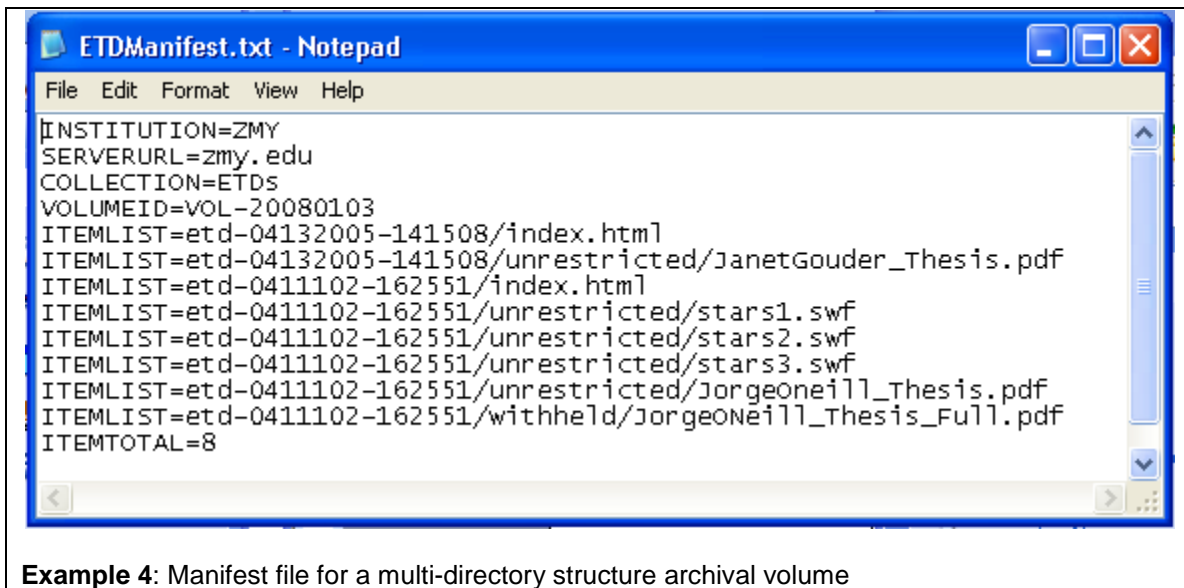 ETDManifest.txt - Notepad
File Edit Format View Help
INSTITUTION=ZMY
SERVERURL=zmy.edu
COLLECTION=ETDs
VOLUMEID=VOL-20080103
ITEMLIST=etd-04132005-141508/index.html
ITEMLIST=etd-04132005-141508/unrestricted/JanetGouder_Thesis.pdf
ITEMLIST=etd-0411102-162551/index.html
ITEMLIST=etd-0411102-162551/unrestricted/stars1.swf
ITEMLIST=etd-0411102-162551/unrestricted/stars2.swf
ITEMLIST=etd-0411102-162551/unrestricted/stars3.swf
ITEMLIST=etd-0411102-162551/unrestricted/JorgeOneill_Thesis.pdf
ITEMLIST=etd-0411102-162551/withheld/JorgeONeill_Thesis_Full.pdf
ITEMTOTAL=8
Example 4: Manifest file for a multi-directory structure archival volume